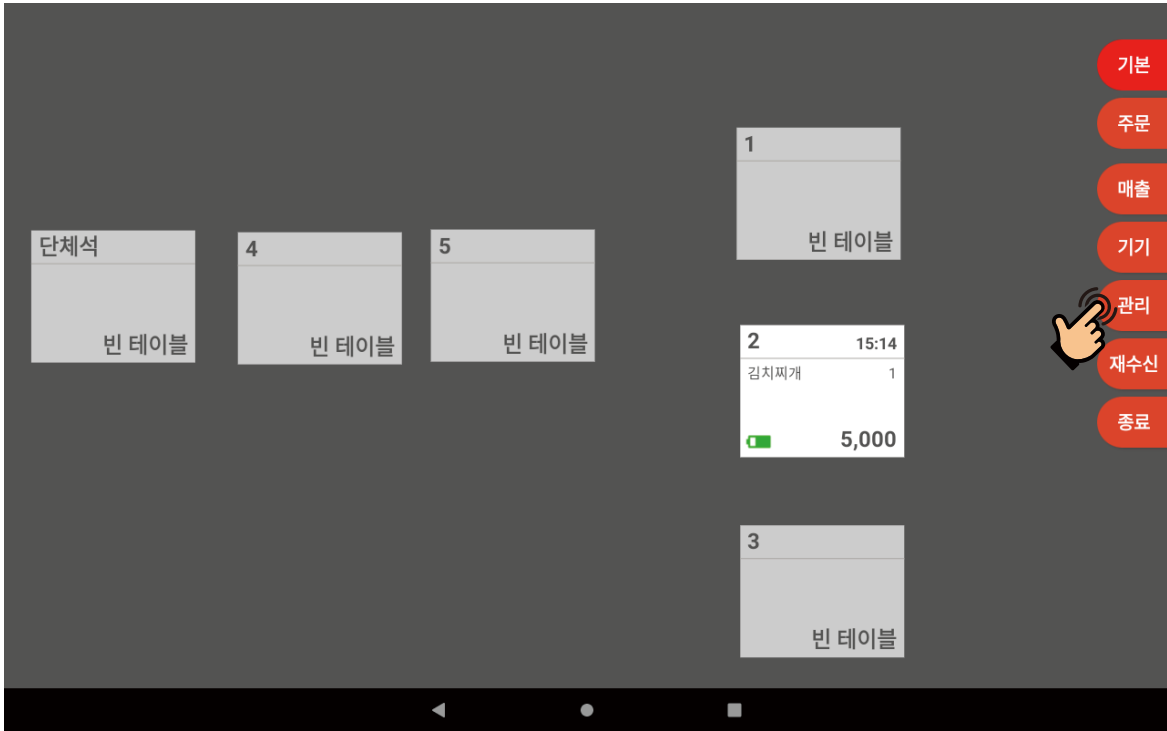 단체석
빈 테이블
4
빈 테이블
5
빈 테이블
1
빈 테이블
2 15:14
김치찌개 1
5,000
3
빈 테이블
기본
주문
매출
기기
관리
재수신
종료